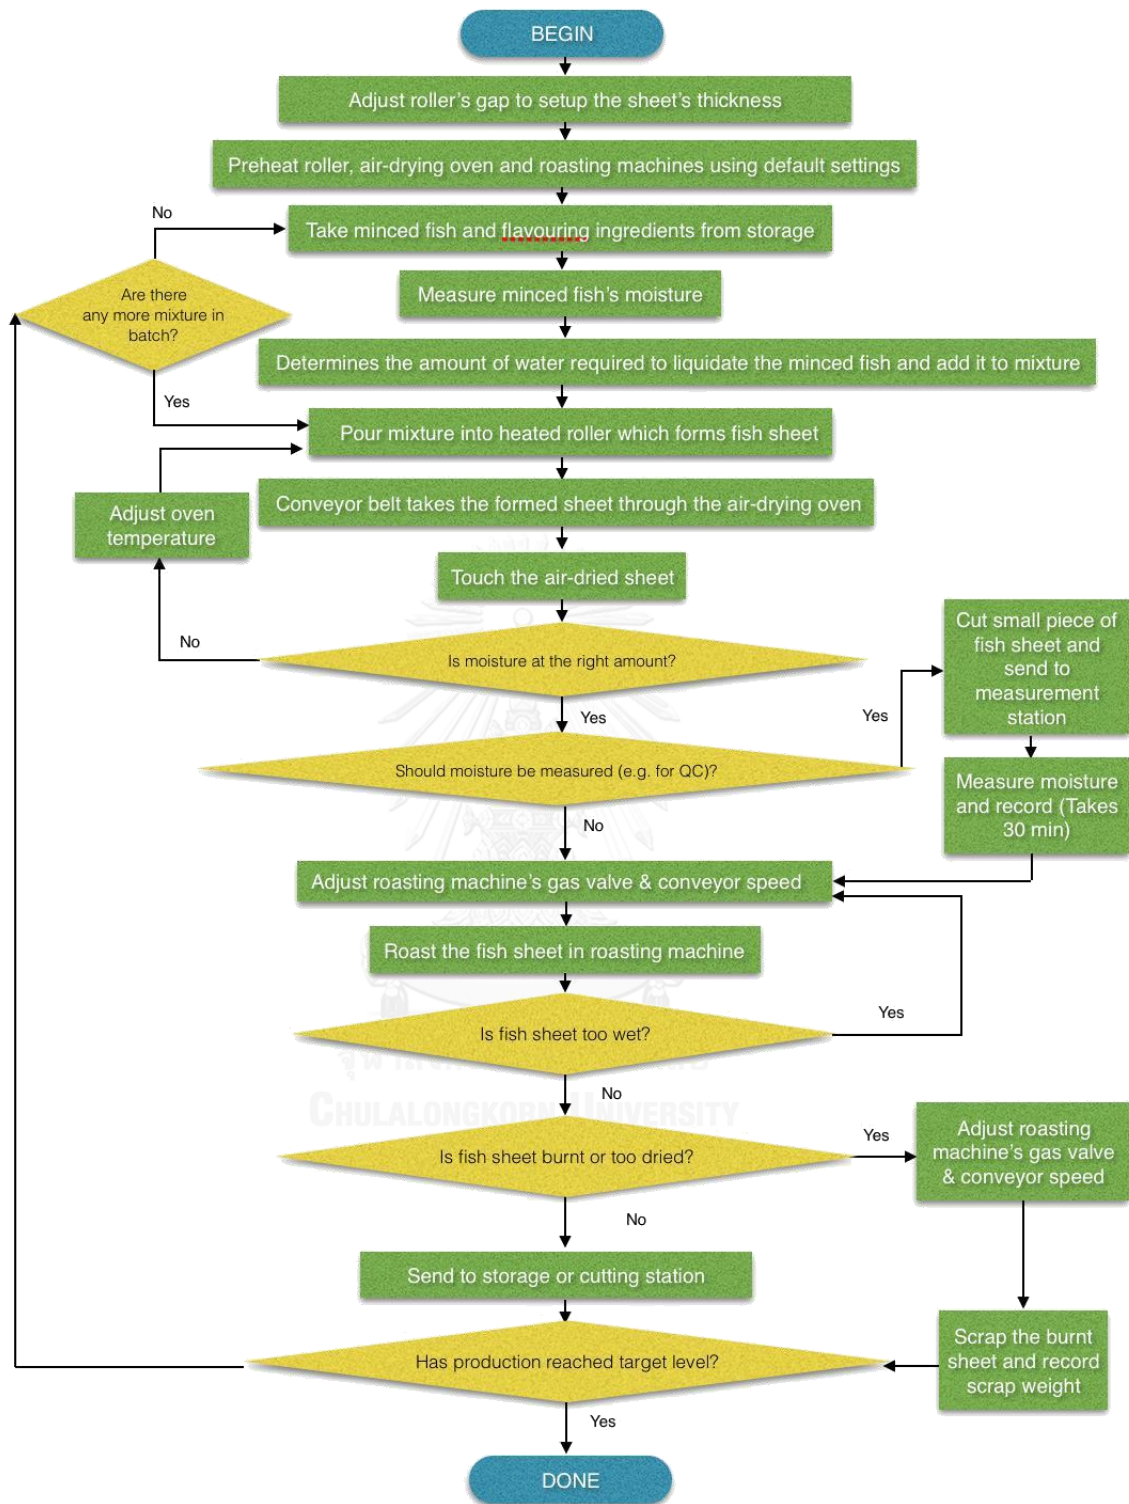 BEGIN
Adjust roller's gap to setup the sheet's thickness
Preheat roller, air-drying oven and roasting machines using default settings
No
Take minced fish and flavouring ingredients from storage
Are there
any more mixture in
batch?
Measure minced fish's moisture
Determines the amount of water required to liquidate the minced fish and add it to mixture
Yes
Pour mixture into heated roller which forms fish sheet
Conveyor belt takes the formed sheet through the air-drying oven
Adjust oven
temperature
Touch the air-dried sheet
No
Is moisture at the right amount?
Cut small piece of
fish sheet and
send to
measurement
station
Yes
Yes
Should moisture be measured (e.g. for QC)?
Measure moisture
and record (Takes
30 min)
No
Adjust roasting machine's gas valve & conveyor speed
Roast the fish sheet in roasting machine
Yes
Is fish sheet too wet?
No
CHULALONGKORN UNIVERSITY
Is fish sheet burnt or too dried?
Yes
Adjust roasting
machine's gas valve
& conveyor speed
No
Send to storage or cutting station
Scrap the burnt
sheet and record
scrap weight
Has production reached target level?
Yes
DONE